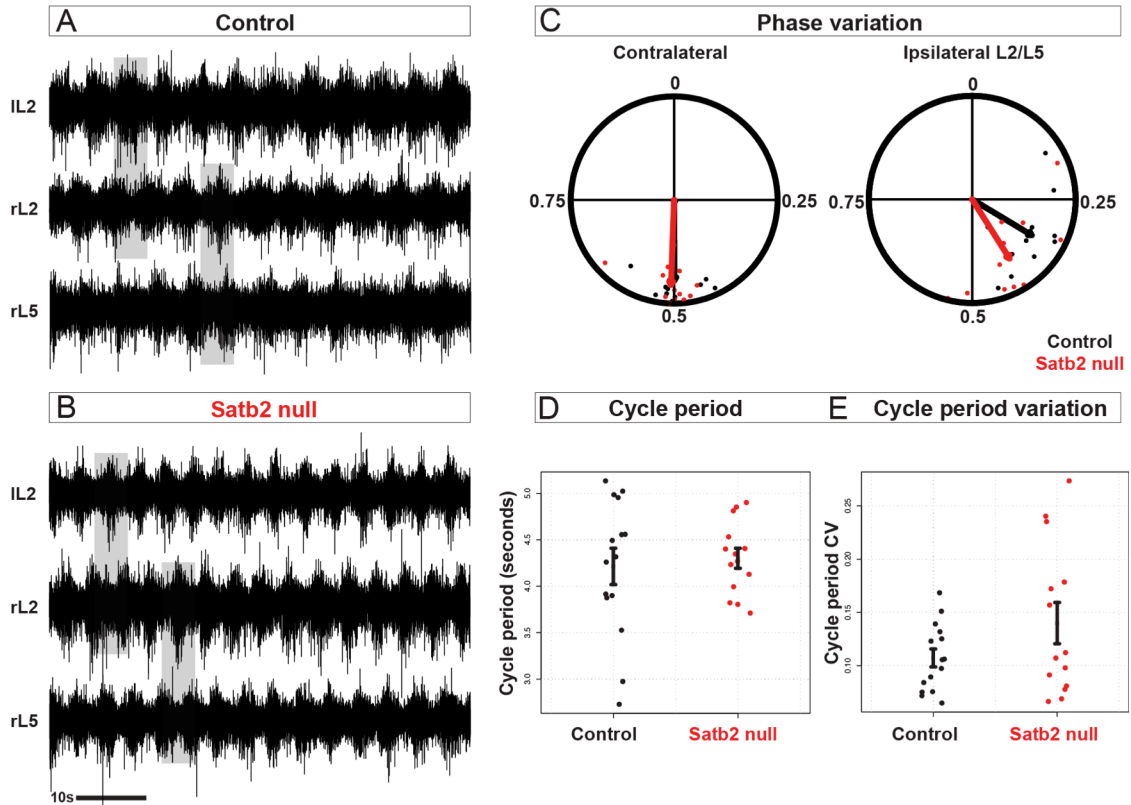 A Control
lL2
rL2
rL5
B Satb2 null
lL2
rL2
rL5
10s
C Phase variation
Contralateral
0
0.75
0.25
0.5
Ipsilateral L2/L5
0
0.75
0.25
0.5
Control
Satb2 null
D Cycle period
Cycle period (seconds)
5.0
4.5
4.0
3.5
3.0
Control
Satb2 null
E Cycle period variation
Cycle period CV
0.25
0.20
0.15
0.10
Control
Satb2 null